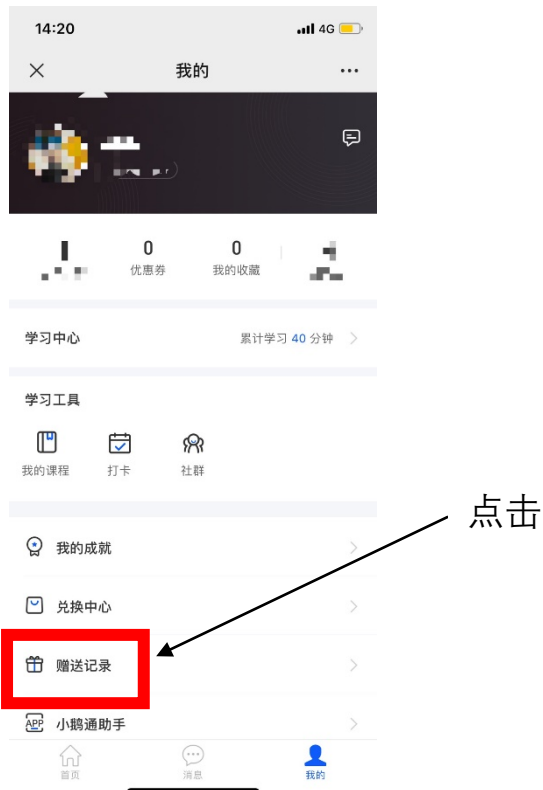 14:20
4G
我的
0
0
优惠券
我的收藏
学习中心
累计学习 40 分钟
学习工具
我的课程
打卡
社群
点击
我的成就
兑换中心
赠送记录
APP
小鹅通助手
首页
消息
我的